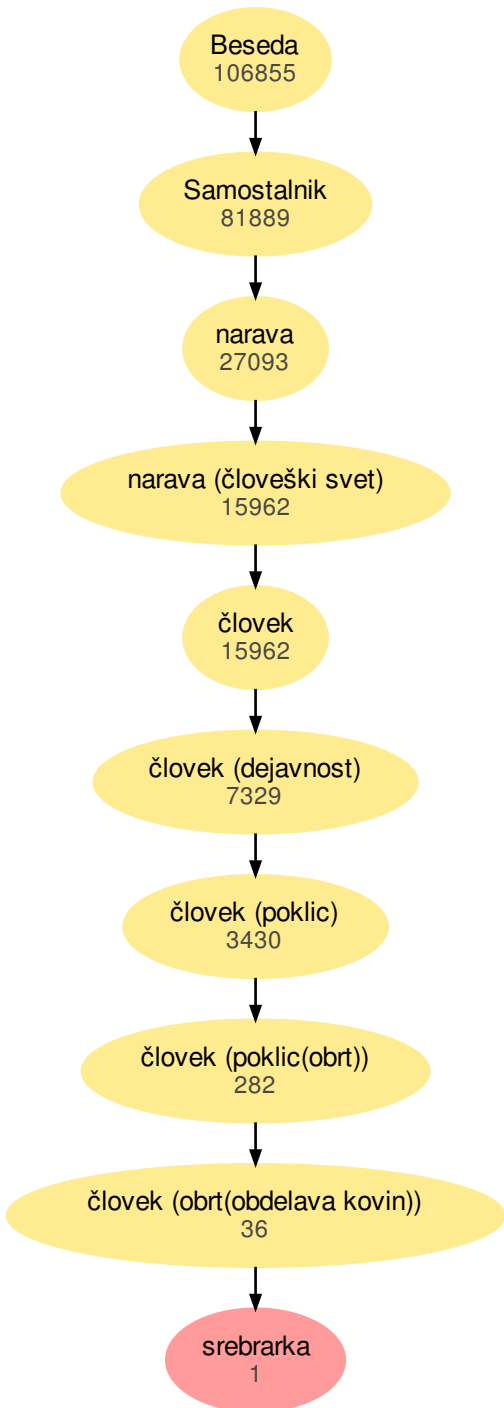 Beseda
106855
Samostalnik
81889
narava
27093
narava (človeški svet)
15962
človek
15962
človek (dejavnost)
7329
človek (poklic)
3430
človek (poklic(obrt))
282
človek (obrt(obdelava kovin))
36
srebrarka
1